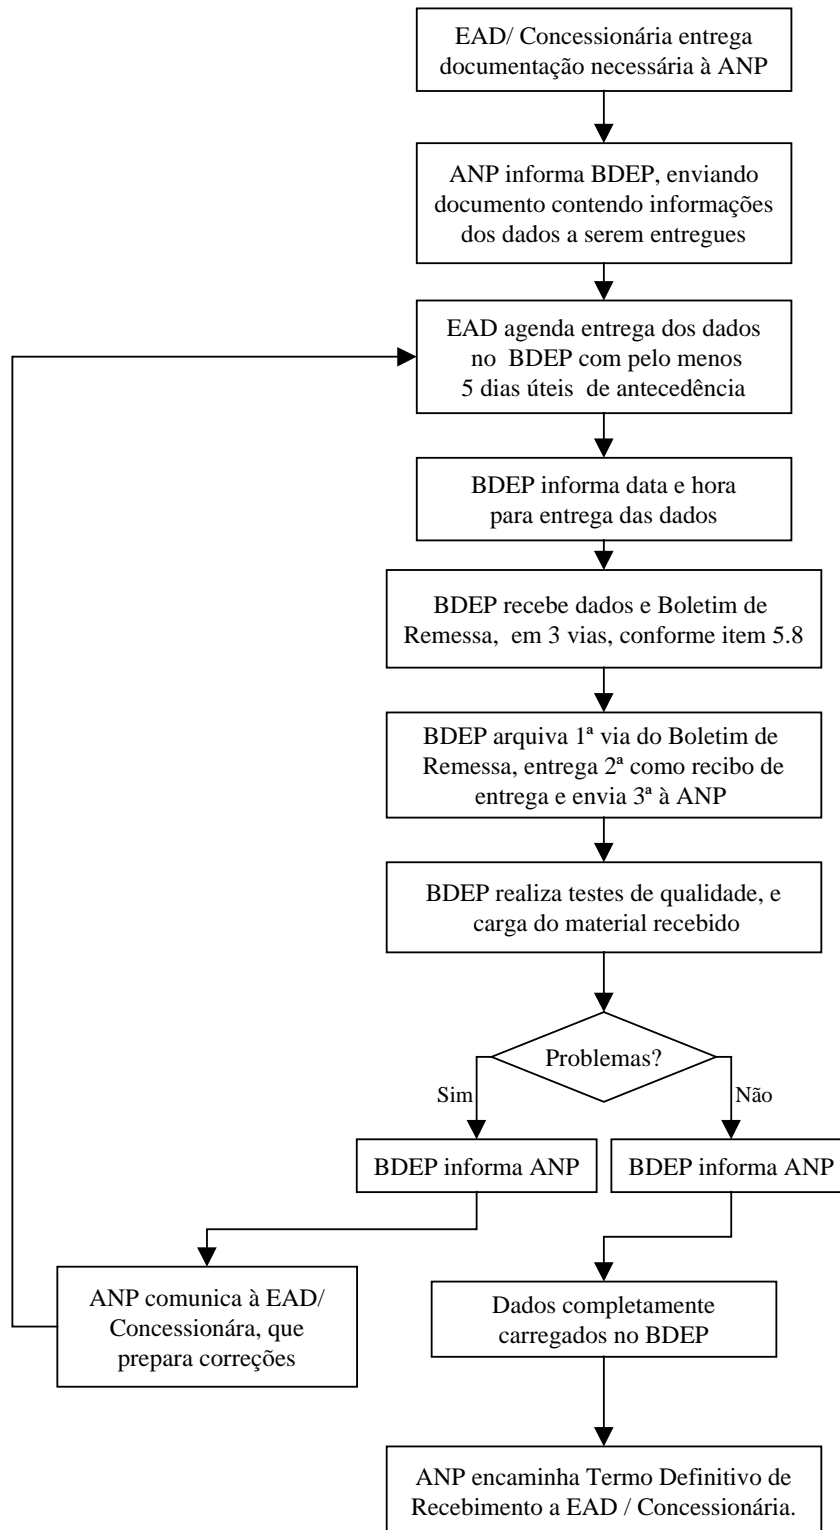 EAD/ Concessionária entrega
documentação necessária à ANP
ANP informa BDEP, enviando
documento contendo informações
dos dados a serem entregues
EAD agenda entrega dos dados
no BDEP com pelo menos
5 dias úteis de antecedência
BDEP informa data e hora
para entrega das dados
BDEP recebe dados e Boletim de
Remessa, em 3 vias, conforme item 5.8
BDEP arquiva 1ª via do Boletim de
Remessa, entrega 2ª como recibo de
entrega e envia 3ª à ANP
BDEP realiza testes de qualidade, e
carga do material recebido
Problemas?
Sim
Não
BDEP informa ANP
BDEP informa ANP
ANP comunica à EAD/
Concessionára, que
prepara correções
Dados completamente
carregados no BDEP
ANP encaminha Termo Definitivo de
Recebimento a EAD / Concessionária.